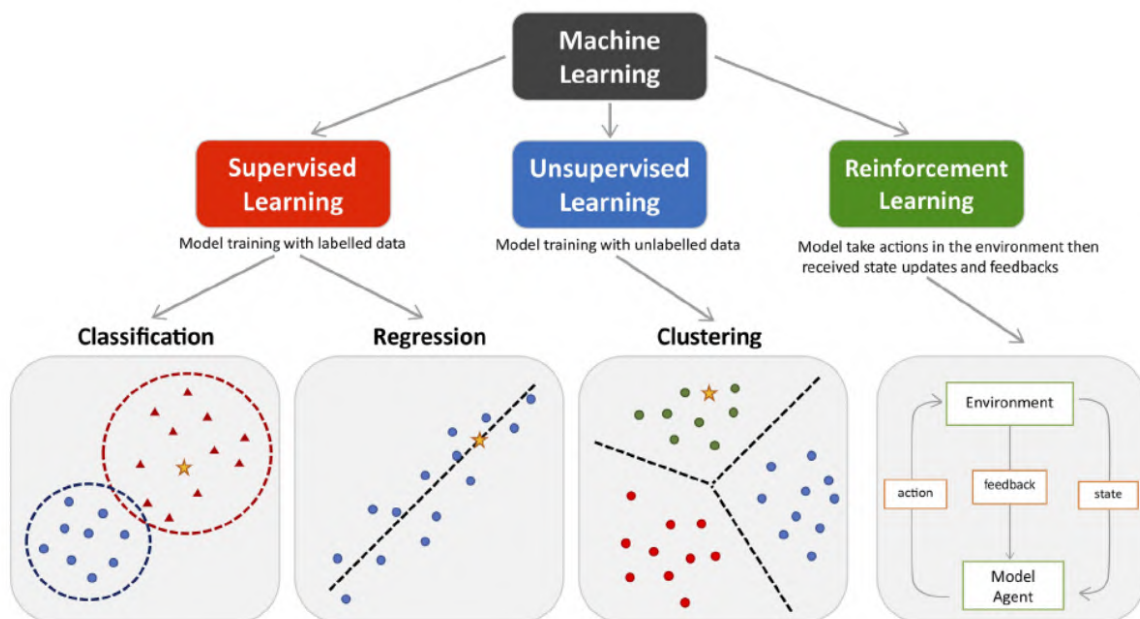 Machine
Learning
Supervised
Learning
Unsupervised
Learning
Reinforcement
Learning
Model training with labelled data
Model training with unlabelled data
Model take actions in the environment then
received state updates and feedbacks
Classification
Regression
Clustering
Environment
action
feedback
state
Model
Agent